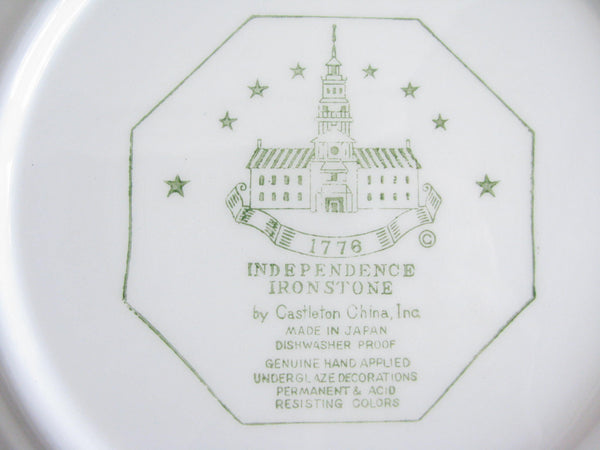 1776 ©
INDEPENDENCE
IRONSTONE
by Castleton China, Inc.
MADE IN JAPAN
DISHWASHER PROOF
GENUINE HAND APPLIED
UNDERGLAZE DECORATIONS
PERMANENT & ACID
RESISTING COLORS